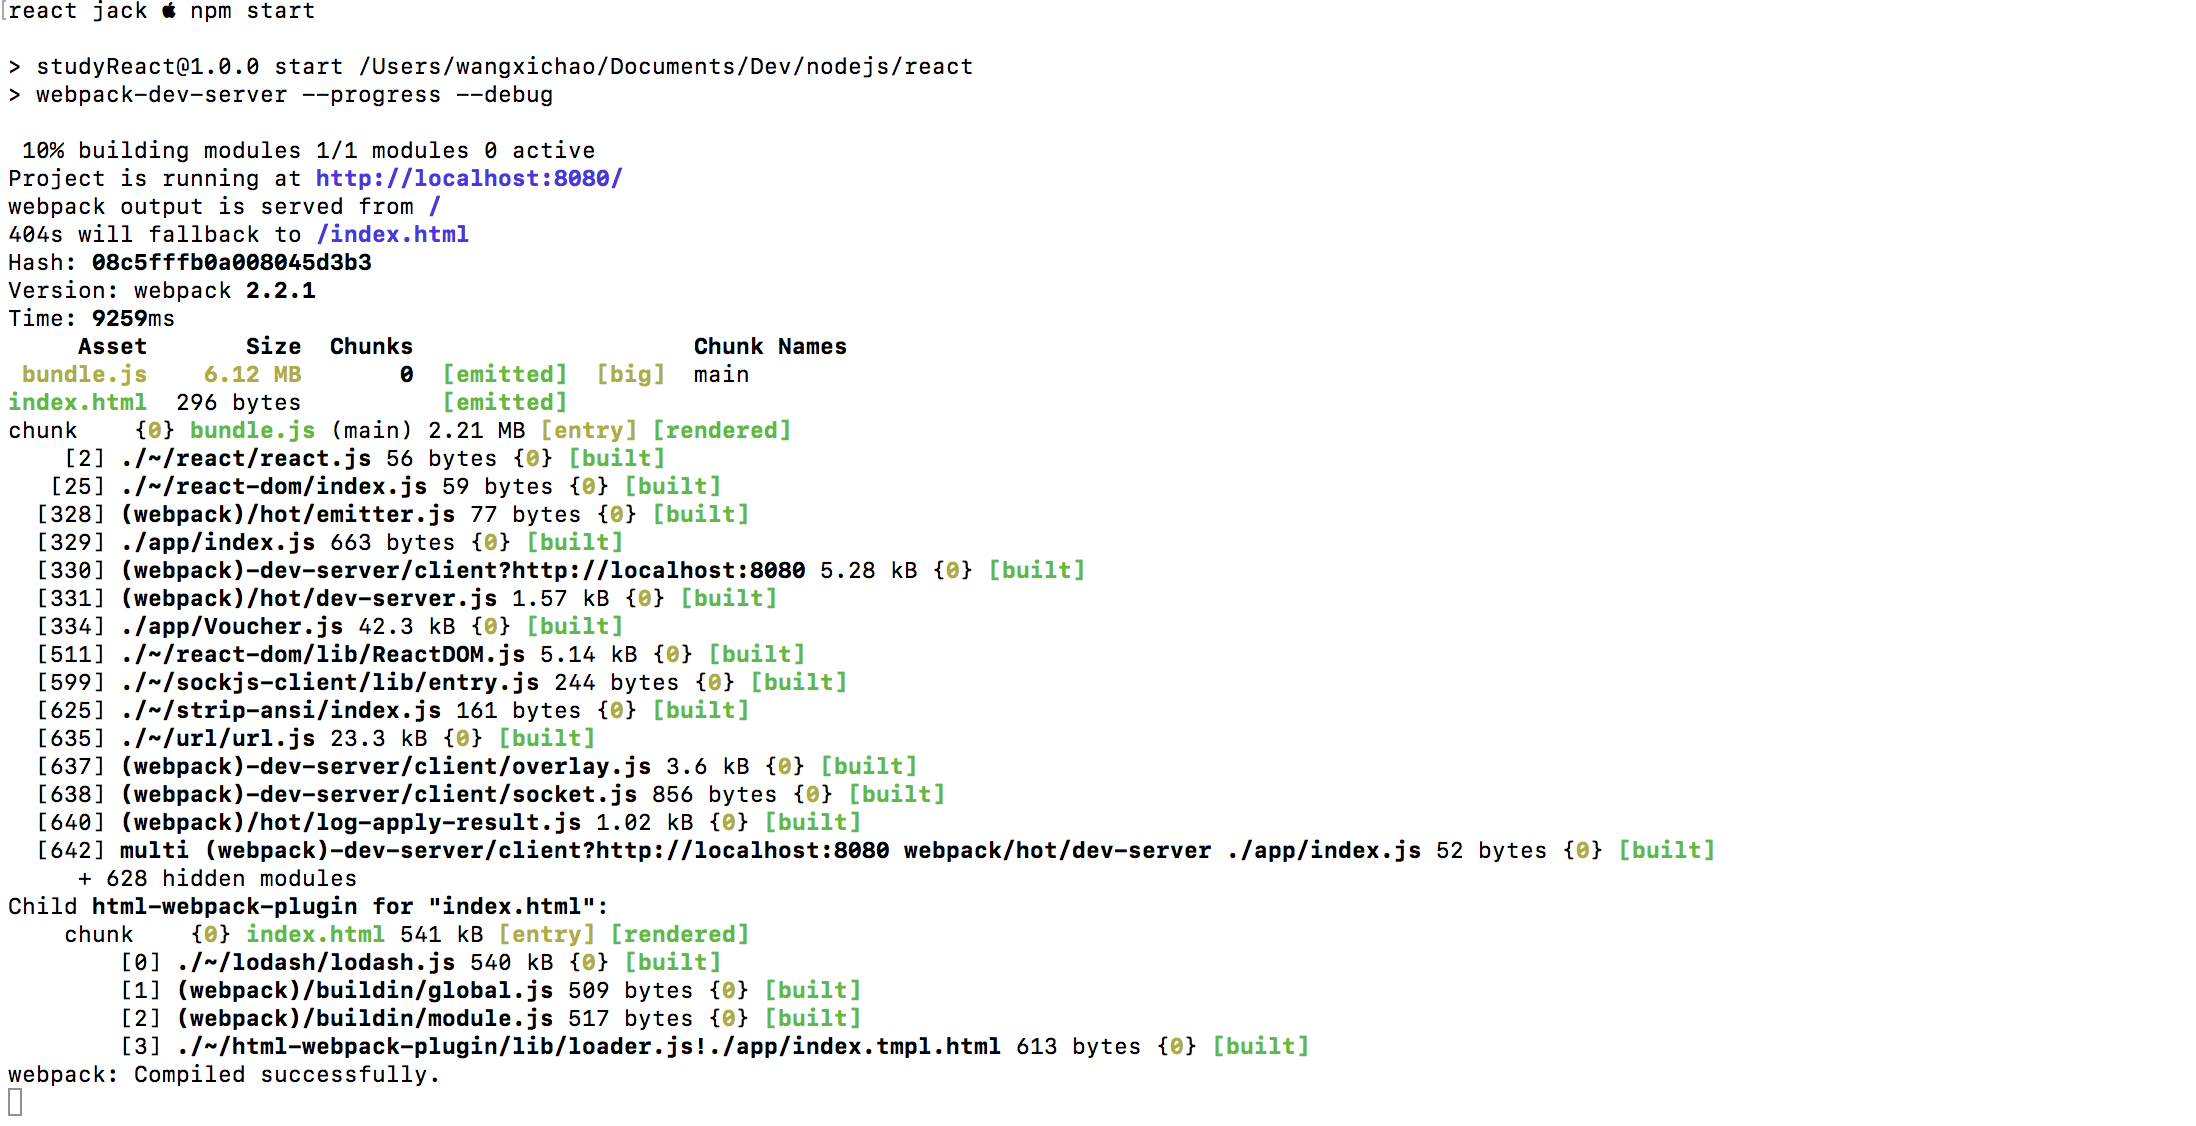 [react jack  npm start
> studyReact@1.0.0 start /Users/wangxichao/Documents/Dev/nodejs/react
> webpack-dev-server --progress --debug
10% building modules 1/1 modules 0 active
Project is running at http://localhost:8080/
webpack output is served from /
404s will fallback to /index.html
Hash: 08c5fffb0a008045d3b3
Version: webpack 2.2.1
Time: 9259ms
Asset Size Chunks Chunk Names
bundle.js 6.12 MB 0 [emitted] [big] main
index.html 296 bytes [emitted]
chunk {0} bundle.js (main) 2.21 MB [entry] [rendered]
[2] ./~/react/react.js 56 bytes {0} [built]
[25] ./~/react-dom/index.js 59 bytes {0} [built]
[328] (webpack)/hot/emitter.js 77 bytes {0} [built]
[329] ./app/index.js 663 bytes {0} [built]
[330] (webpack)-dev-server/client?http://localhost:8080 5.28 kB {0} [built]
[331] (webpack)/hot/dev-server.js 1.57 kB {0} [built]
[334] ./app/Voucher.js 42.3 kB {0} [built]
[511] ./~/react-dom/lib/ReactDOM.js 5.14 kB {0} [built]
[599] ./~/sockjs-client/lib/entry.js 244 bytes {0} [built]
[625] ./~/strip-ansi/index.js 161 bytes {0} [built]
[635] ./~/url/url.js 23.3 kB {0} [built]
[637] (webpack)-dev-server/client/overlay.js 3.6 kB {0} [built]
[638] (webpack)-dev-server/client/socket.js 856 bytes {0} [built]
[640] (webpack)/hot/log-apply-result.js 1.02 kB {0} [built]
[642] multi (webpack)-dev-server/client?http://localhost:8080 webpack/hot/dev-server ./app/index.js 52 bytes {0} [built]
+ 628 hidden modules
Child html-webpack-plugin for "index.html":
chunk {0} index.html 541 kB [entry] [rendered]
[0] ./~/lodash/lodash.js 540 kB {0} [built]
[1] (webpack)/buildin/global.js 509 bytes {0} [built]
[2] (webpack)/buildin/module.js 517 bytes {0} [built]
[3] ./~/html-webpack-plugin/lib/loader.js!./app/index.tmpl.html 613 bytes {0} [built]
webpack: Compiled successfully.